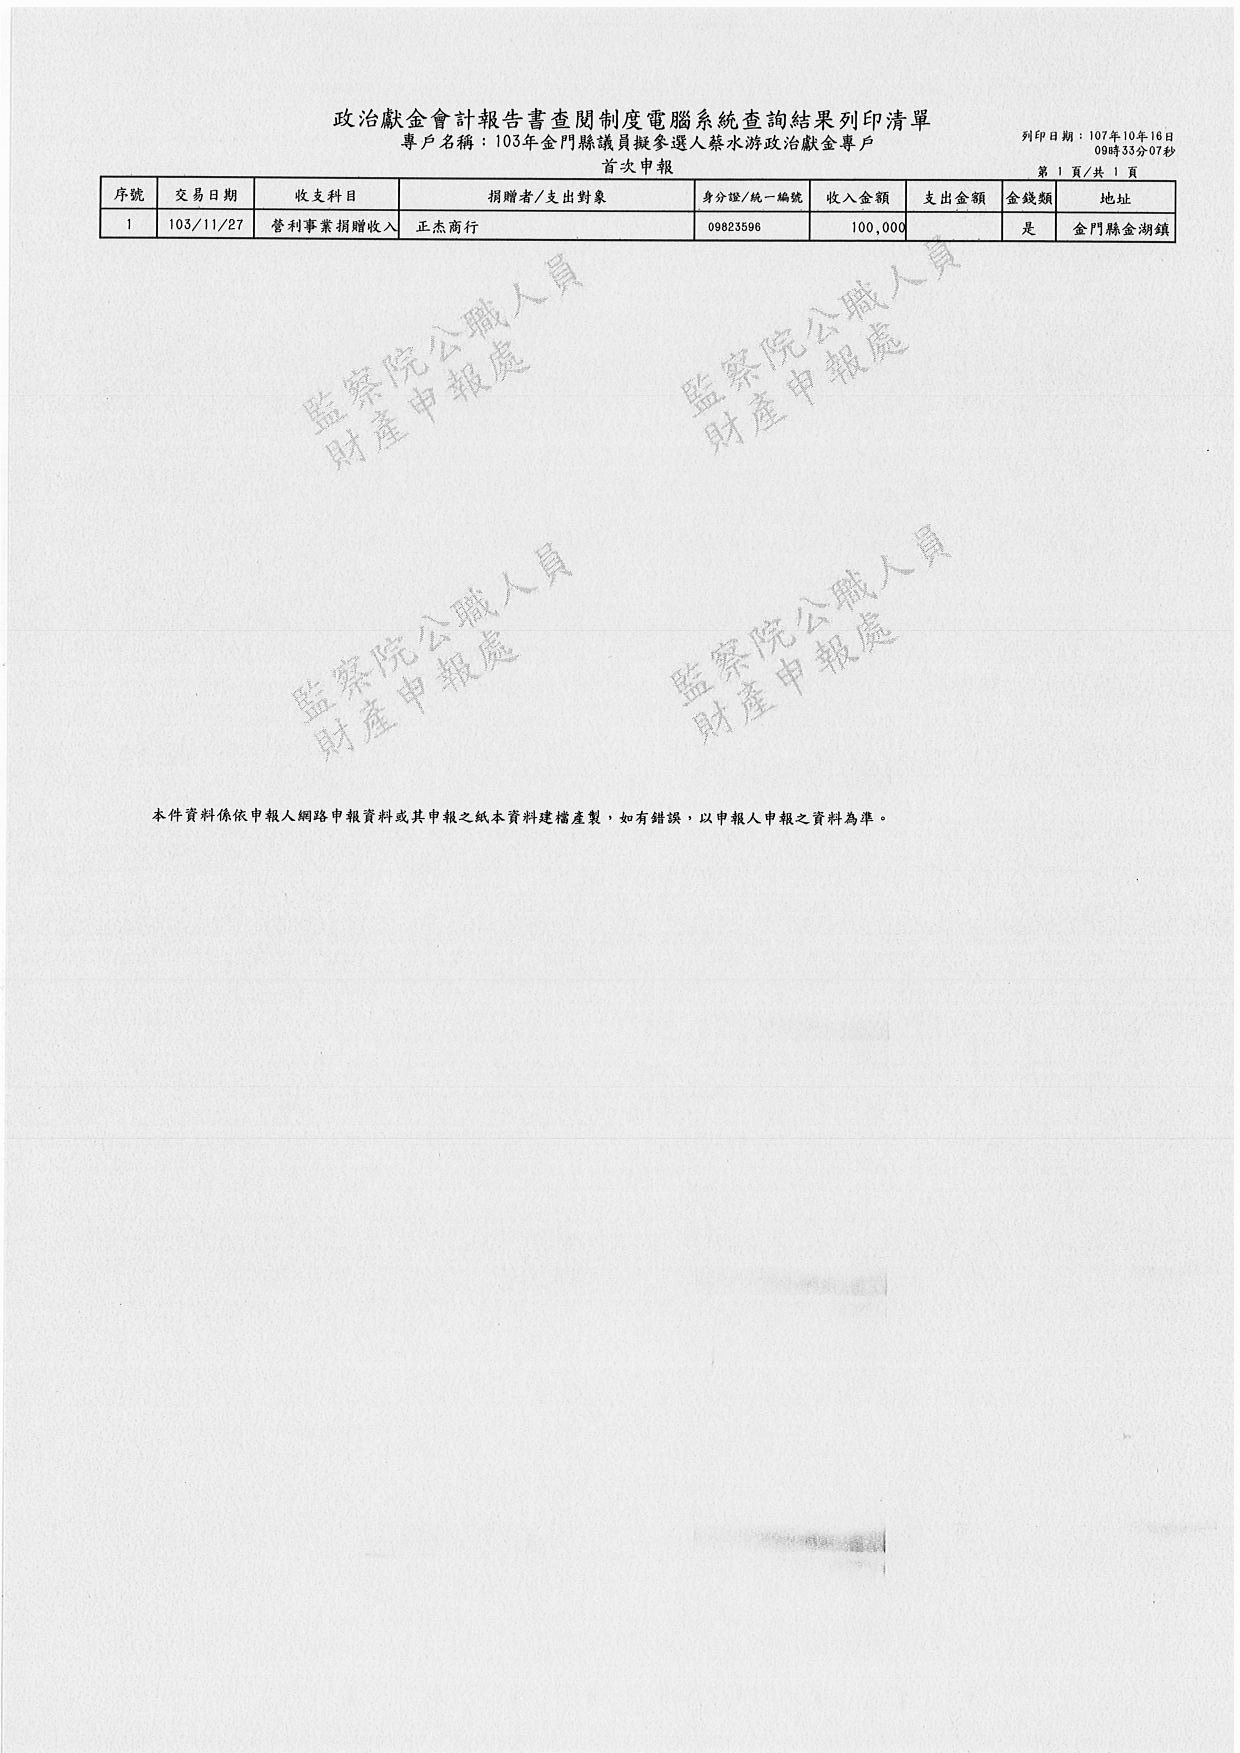 政治獻金會計報告書查閱制度電腦系統查詢結果列印清單
專戶名稱：103年金門縣議員擬參選人蔡水游政治獻金專戶
首次申報
列印日期：107年10月16日
09時33分07秒
第 1 頁/共 1 頁
序號 交易日期 收支科目 捐贈者/支出對象 身分證/統一編號 收入金額 支出金額 金錢類 地址
1 103/11/27 營利事業捐贈收入 正杰商行 09823596 100,000 是 金門縣金湖鎮
監察院公職人員
財產申報處
監察院公職人員
財產申報處
監察院公職人員
財產申報處
監察院公職人員
財產申報處
本件資料係依申報人網路申報資料或其申報之紙本資料建檔產製，如有錯誤，以申報人申報之資料為準。